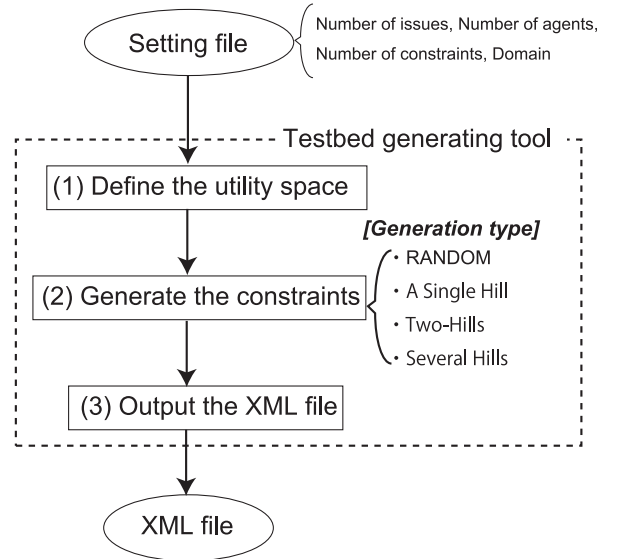 Setting file
Number of issues, Number of agents,
Number of constraints, Domain
Testbed generating tool
(1) Define the utility space
[Generation type]
・RANDOM
(2) Generate the constraints
・A Single Hill
・Two-Hills
・Several Hills
(3) Output the XML file
XML file